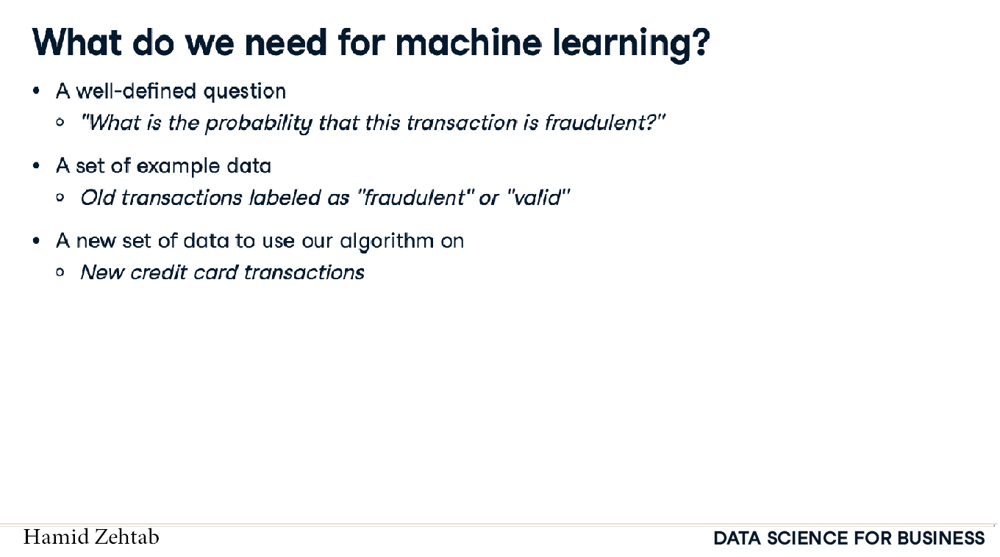 What do we need for machine learning?
• A well-defined question
○ "What is the probability that this transaction is fraudulent?"
• A set of example data
○ Old transactions labeled as "fraudulent" or "valid"
• A new set of data to use our algorithm on
○ New credit card transactions
Hamid Zehtab
DATA SCIENCE FOR BUSINESS